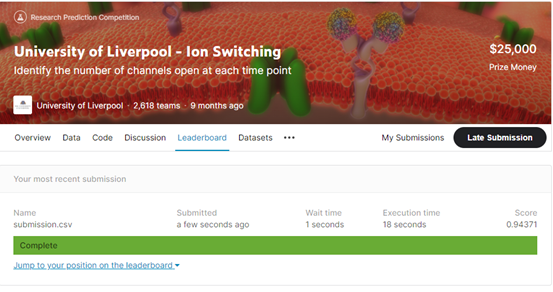 Research Prediction Competition
University of Liverpool - Ion Switching
$25,000
Identify the number of channels open at each time point
Prize Money
University of Liverpool · 2,618 teams · 9 months ago
Overview Data Code Discussion Leaderboard Datasets ••• My Submissions Late Submission
Your most recent submission
Name Submitted Wait time Execution time Score
submission.csv a few seconds ago 1 seconds 18 seconds 0.94371
Complete
Jump to your position on the leaderboard